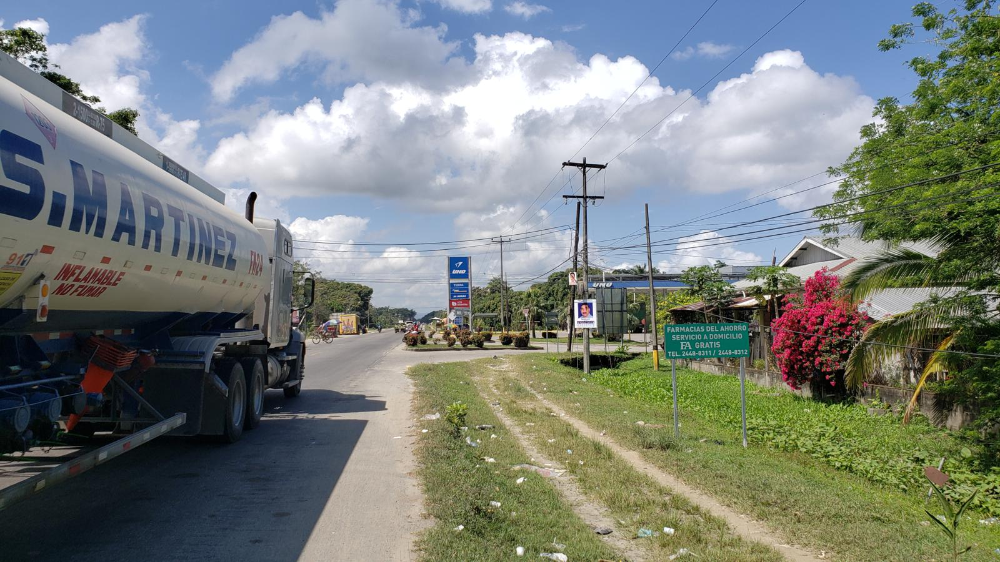 S.MARTINEZ
FN24
INFLAMABLE
NO FUMAR
UNO
TIENDA
UNO
FARMACIAS DEL AHORRO
SERVICIO A DOMICILIO
FA GRATIS
TEL. 2448-8311 / 2448-8312